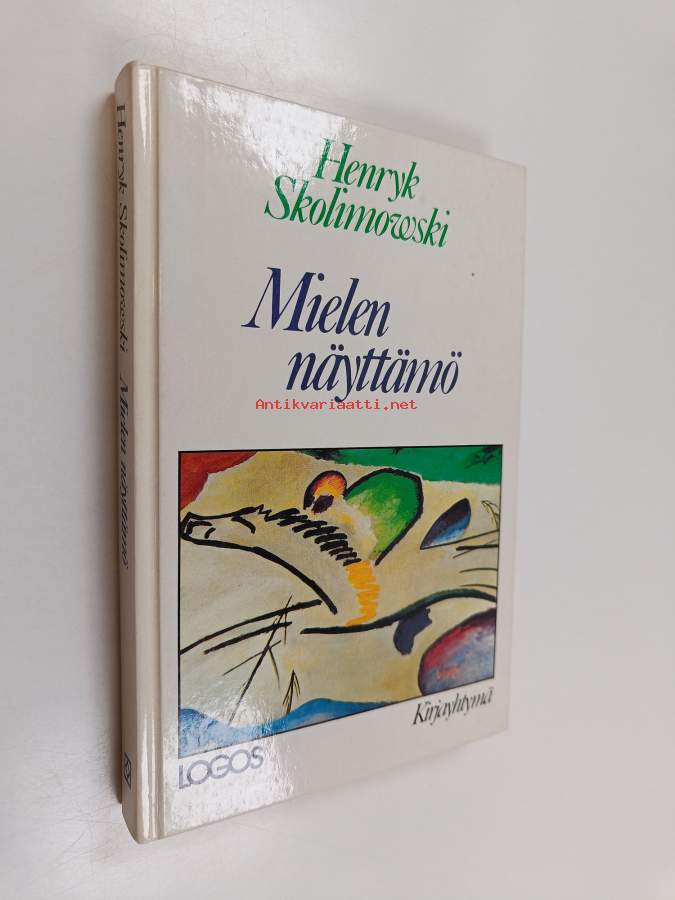 Henryk Skolimowski Mielen näyttämö
Henryk
Skolimowski
Mielen
näyttämö
Antikvariaatti.net
Kirjayhtymä
LOGOS